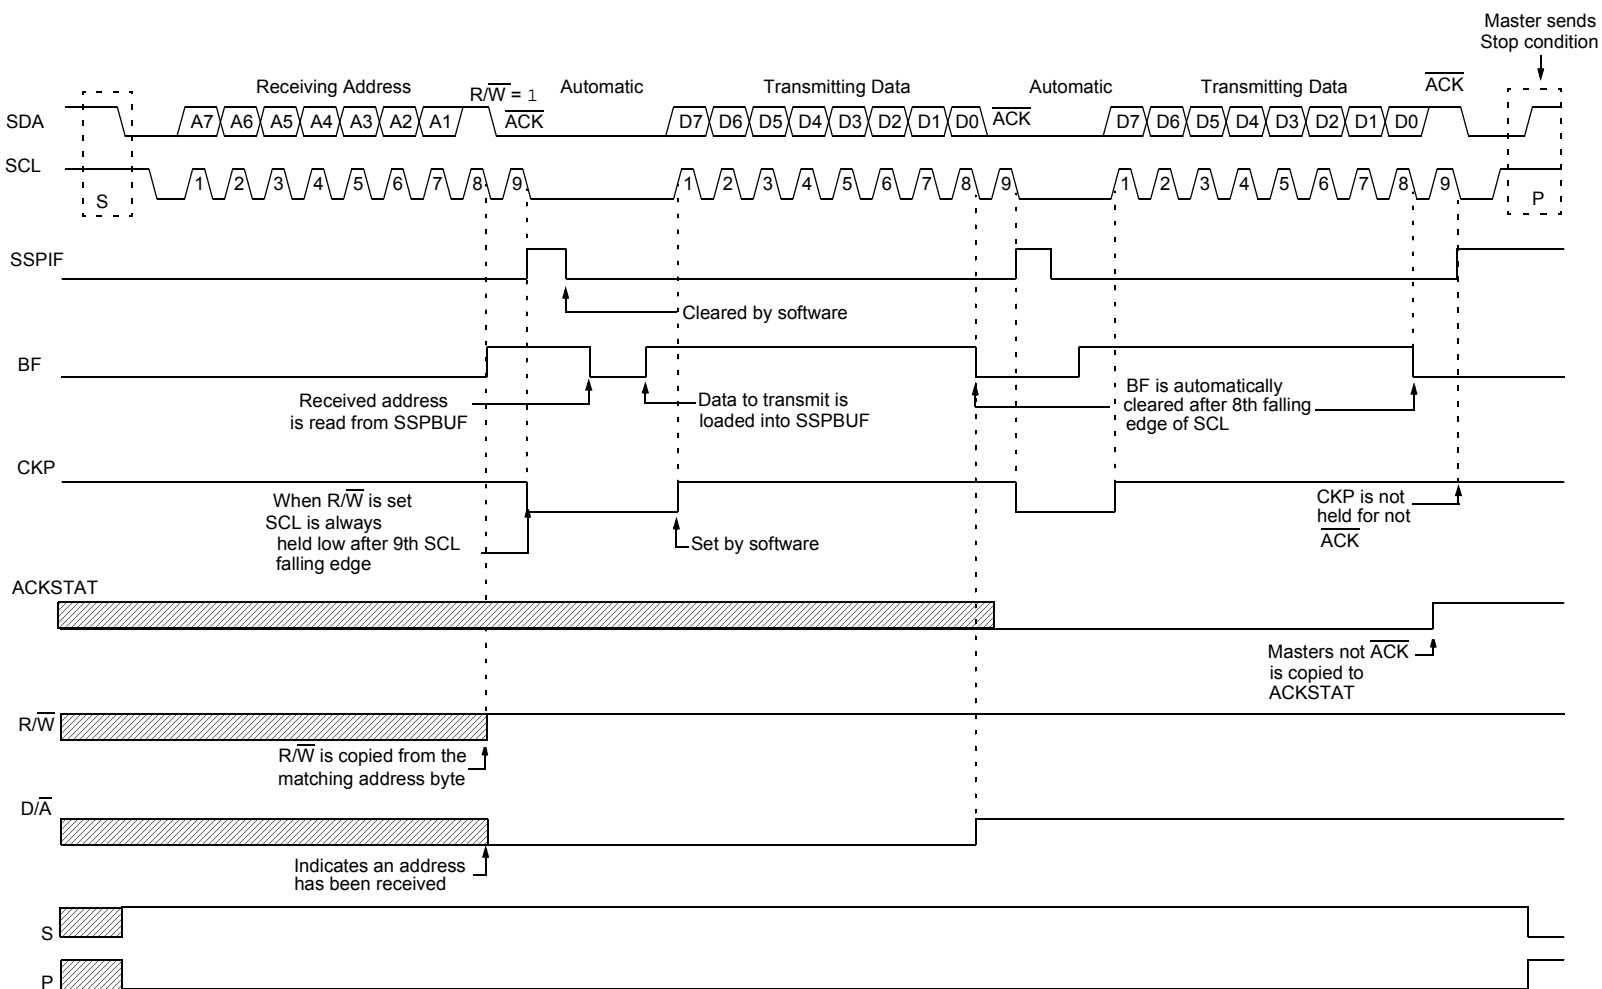 Master sends
Stop condition
Receiving Address
R/W̅ = 1
Automatic
Transmitting Data
Automatic
Transmitting Data
A̅C̅K̅
SDA
A7 A6 A5 A4 A3 A2 A1
A̅C̅K̅
D7 D6 D5 D4 D3 D2 D1 D0
A̅C̅K̅
D7 D6 D5 D4 D3 D2 D1 D0
SCL
S
1 2 3 4 5 6 7 8 9
1 2 3 4 5 6 7 8 9
1 2 3 4 5 6 7 8 9
P
SSPIF
Cleared by software
BF
Received address
is read from SSPBUF
Data to transmit is
loaded into SSPBUF
BF is automatically
cleared after 8th falling
edge of SCL
CKP
When R/W̅ is set
SCL is always
held low after 9th SCL
falling edge
Set by software
CKP is not
held for not
A̅C̅K̅
ACKSTAT
Masters not A̅C̅K̅
is copied to
ACKSTAT
R/W̅
R/W̅ is copied from the
matching address byte
D/A̅
Indicates an address
has been received
S
P